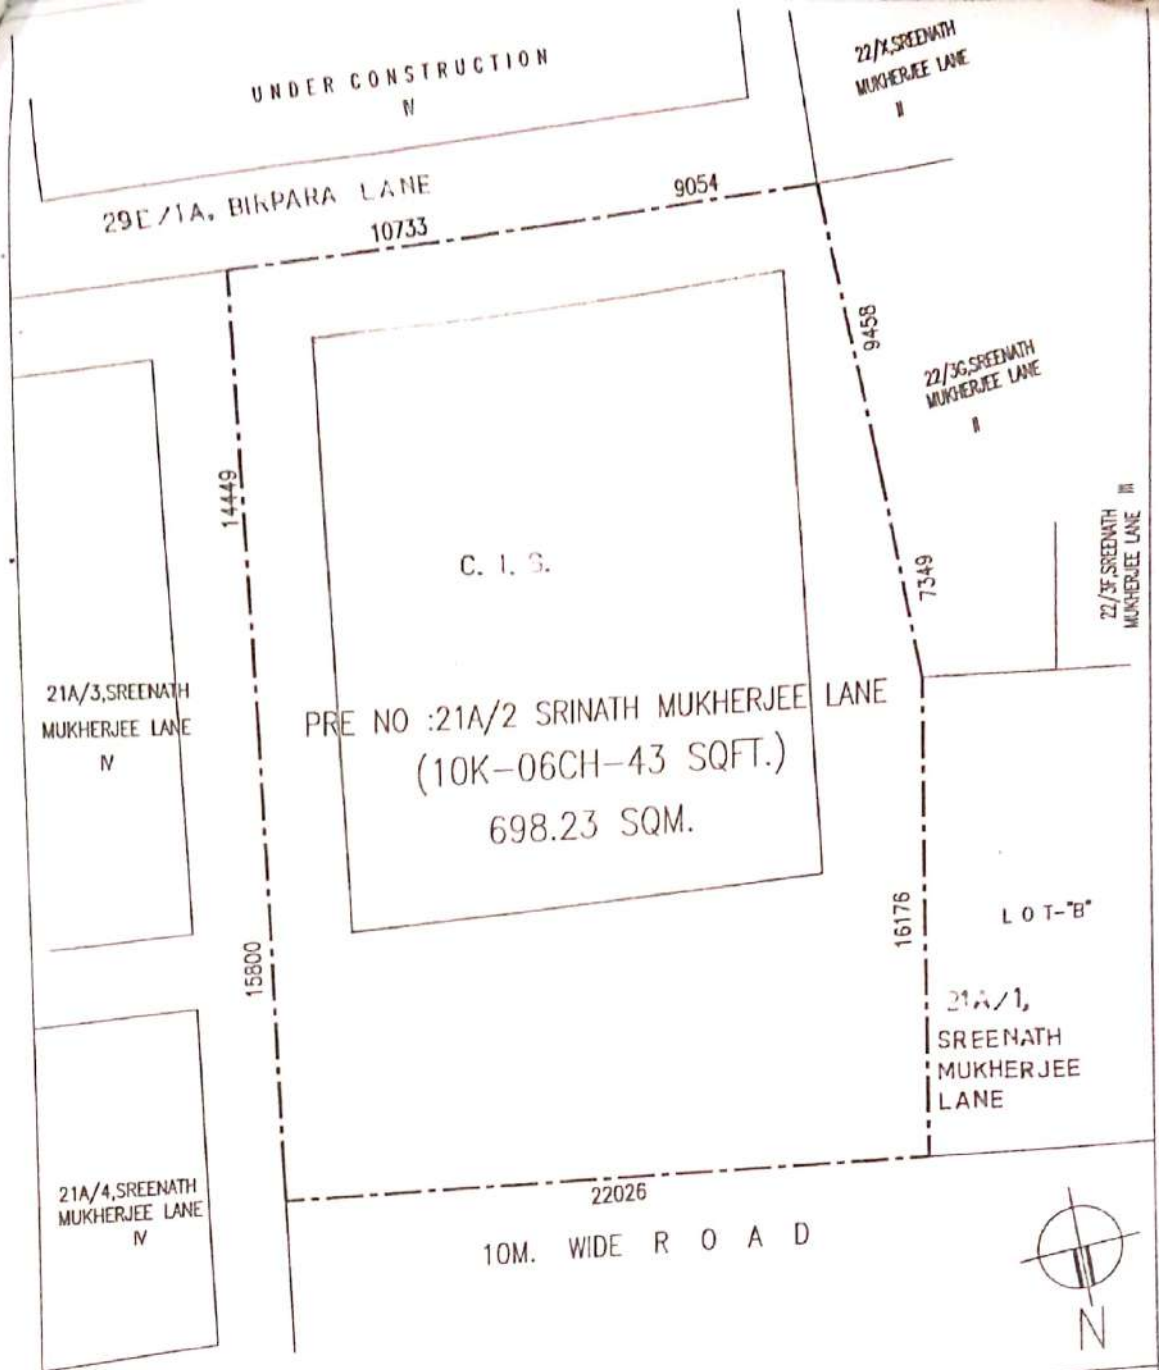 UNDER CONSTRUCTION
IV
22/X,SREENATH
MUKHERJEE LANE
II
29E/1A, BIRPARA LANE
10733
9054
9458
22/3G,SREENATH
MUKHERJEE LANE
II
14449
22/3F,SREENATH
MUKHERJEE LANE III
C. I. S.
7349
21A/3,SREENATH
MUKHERJEE LANE
IV
PRE NO :21A/2 SRINATH MUKHERJEE LANE
(10K-06CH-43 SQFT.)
698.23 SQM.
16176
LOT-"B"
15800
21A/1,
SREENATH
MUKHERJEE
LANE
21A/4,SREENATH
MUKHERJEE LANE
IV
22026
10M. WIDE ROAD
N